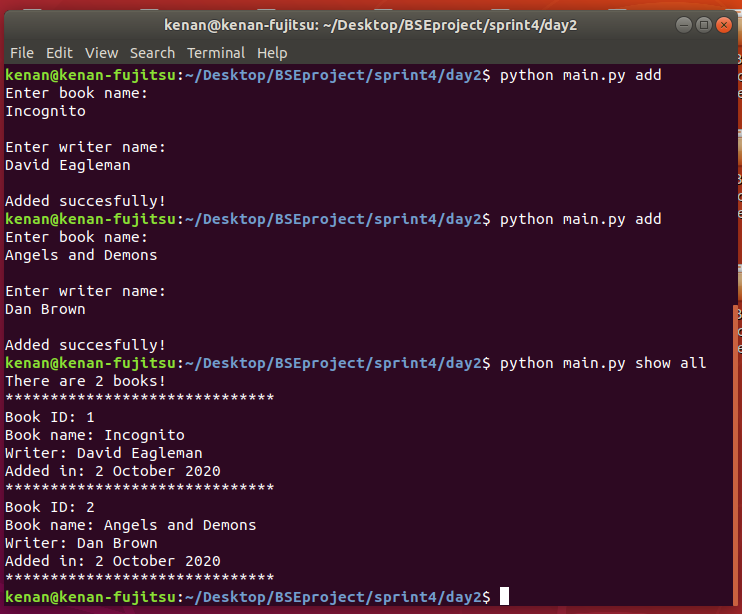 kenan@kenan-fujitsu: ~/Desktop/BSEproject/sprint4/day2
File Edit View Search Terminal Help
kenan@kenan-fujitsu:~/Desktop/BSEproject/sprint4/day2$ python main.py add
Enter book name:
Incognito
Enter writer name:
David Eagleman
Added succesfully!
kenan@kenan-fujitsu:~/Desktop/BSEproject/sprint4/day2$ python main.py add
Enter book name:
Angels and Demons
Enter writer name:
Dan Brown
Added succesfully!
kenan@kenan-fujitsu:~/Desktop/BSEproject/sprint4/day2$ python main.py show all
There are 2 books!
******************************
Book ID: 1
Book name: Incognito
Writer: David Eagleman
Added in: 2 October 2020
******************************
Book ID: 2
Book name: Angels and Demons
Writer: Dan Brown
Added in: 2 October 2020
******************************
kenan@kenan-fujitsu:~/Desktop/BSEproject/sprint4/day2$